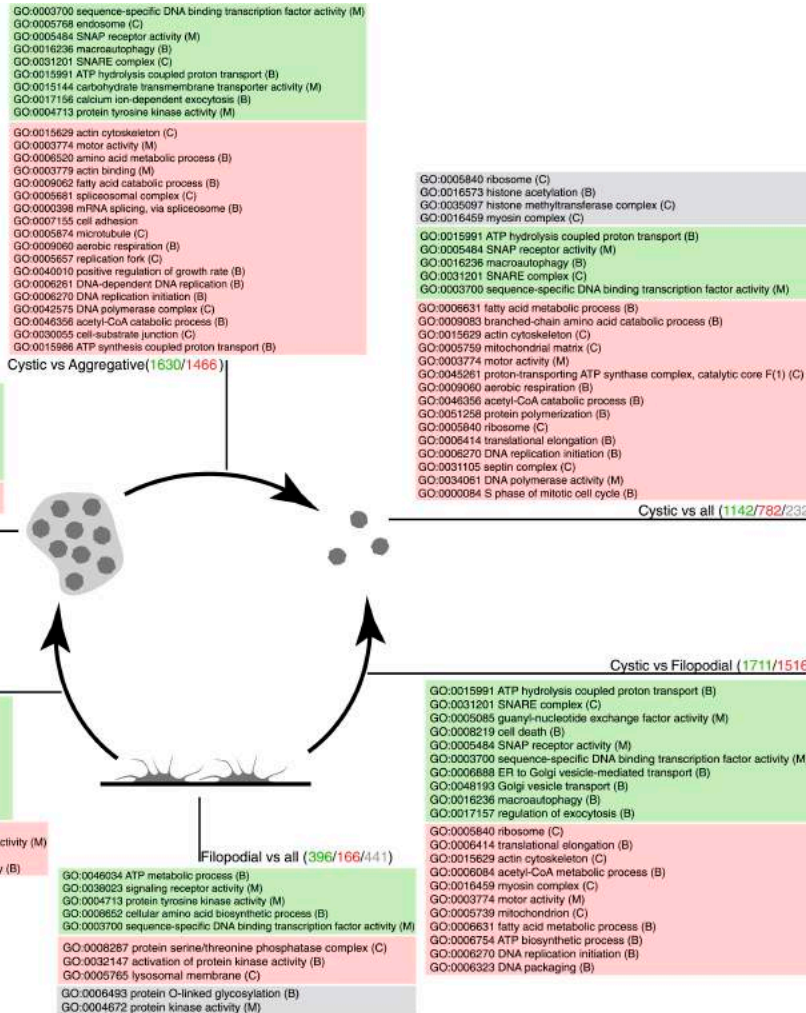 GO:0003700 sequence-specific DNA binding transcription factor activity (M)
GO:0005768 endosome (C)
GO:0005484 SNAP receptor activity (M)
GO:0016236 macroautophagy (B)
GO:0031201 SNARE complex (C)
GO:0015991 ATP hydrolysis coupled proton transport (B)
GO:0015144 carbohydrate transmembrane transporter activity (M)
GO:0017156 calcium ion-dependent exocytosis (B)
GO:0004713 protein tyrosine kinase activity (M)
GO:0015629 actin cytoskeleton (C)
GO:0003774 motor activity (M)
GO:0006520 amino acid metabolic process (B)
GO:0003779 actin binding (M)
GO:0009062 fatty acid catabolic process (B)
GO:0005681 spliceosomal complex (C)
GO:0000398 mRNA splicing, via spliceosome (B)
GO:0007155 cell adhesion
GO:0005874 microtubule (C)
GO:0009060 aerobic respiration (B)
GO:0005657 replication fork (C)
GO:0040010 positive regulation of growth rate (B)
GO:0006261 DNA-dependent DNA replication (B)
GO:0006270 DNA replication initiation (B)
GO:0042575 DNA polymerase complex (C)
GO:0046356 acetyl-CoA catabolic process (B)
GO:0030055 cell-substrate junction (C)
GO:0015986 ATP synthesis coupled proton transport (B)
Cystic vs Aggregative(1630/1466)
GO:0005840 ribosome (C)
GO:0016573 histone acetylation (B)
GO:0035097 histone methyltransferase complex (C)
GO:0016459 myosin complex (C)
GO:0015991 ATP hydrolysis coupled proton transport (B)
GO:0005484 SNAP receptor activity (M)
GO:0016236 macroautophagy (B)
GO:0031201 SNARE complex (C)
GO:0003700 sequence-specific DNA binding transcription factor activity (M)
GO:0006631 fatty acid metabolic process (B)
GO:0009083 branched-chain amino acid catabolic process (B)
GO:0015629 actin cytoskeleton (C)
GO:0005759 mitochondrial matrix (C)
GO:0003774 motor activity (M)
GO:0045261 proton-transporting ATP synthase complex, catalytic core F(1) (C)
GO:0009060 aerobic respiration (B)
GO:0046356 acetyl-CoA catabolic process (B)
GO:0051258 protein polymerization (B)
GO:0005840 ribosome (C)
GO:0006414 translational elongation (B)
GO:0006270 DNA replication initiation (B)
GO:0031105 septin complex (C)
GO:0034061 DNA polymerase activity (M)
GO:0000084 S phase of mitotic cell cycle (B)
Cystic vs all (1142/782/232
Cystic vs Filopodial (1711/1516
GO:0015991 ATP hydrolysis coupled proton transport (B)
GO:0031201 SNARE complex (C)
GO:0005085 guanyl-nucleotide exchange factor activity (M)
GO:0008219 cell death (B)
GO:0005484 SNAP receptor activity (M)
GO:0003700 sequence-specific DNA binding transcription factor activity (M
GO:0006888 ER to Golgi vesicle-mediated transport (B)
GO:0048193 Golgi vesicle transport (B)
GO:0016236 macroautophagy (B)
GO:0017157 regulation of exocytosis (B)
GO:0005840 ribosome (C)
GO:0006414 translational elongation (B)
GO:0015629 actin cytoskeleton (C)
GO:0006084 acetyl-CoA metabolic process (B)
GO:0016459 myosin complex (C)
GO:0003774 motor activity (M)
GO:0005739 mitochondrion (C)
GO:0006631 fatty acid metabolic process (B)
GO:0006754 ATP biosynthetic process (B)
GO:0006270 DNA replication initiation (B)
GO:0006323 DNA packaging (B)
ctivity (M)
(B)
Filopodial vs all (396/166/441)
GO:0046034 ATP metabolic process (B)
GO:0038023 signaling receptor activity (M)
GO:0004713 protein tyrosine kinase activity (M)
GO:0008652 cellular amino acid biosynthetic process (B)
GO:0003700 sequence-specific DNA binding transcription factor activity (M)
GO:0008287 protein serine/threonine phosphatase complex (C)
GO:0032147 activation of protein kinase activity (B)
GO:0005765 lysosomal membrane (C)
GO:0006493 protein O-linked glycosylation (B)
GO:0004672 protein kinase activity (M)